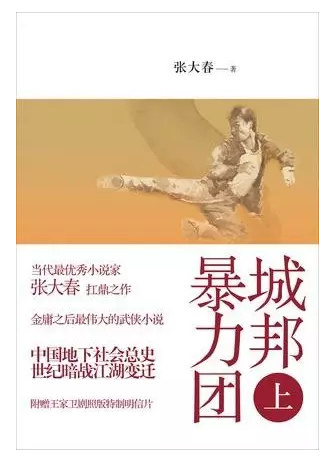 张大春—著
当代最优秀小说家
张大春 扛鼎之作
金庸之后最伟大的武侠小说
中国地下社会总史
世纪暗战江湖变迁
附赠王家卫剧照版特制明信片
城邦
暴力团
上